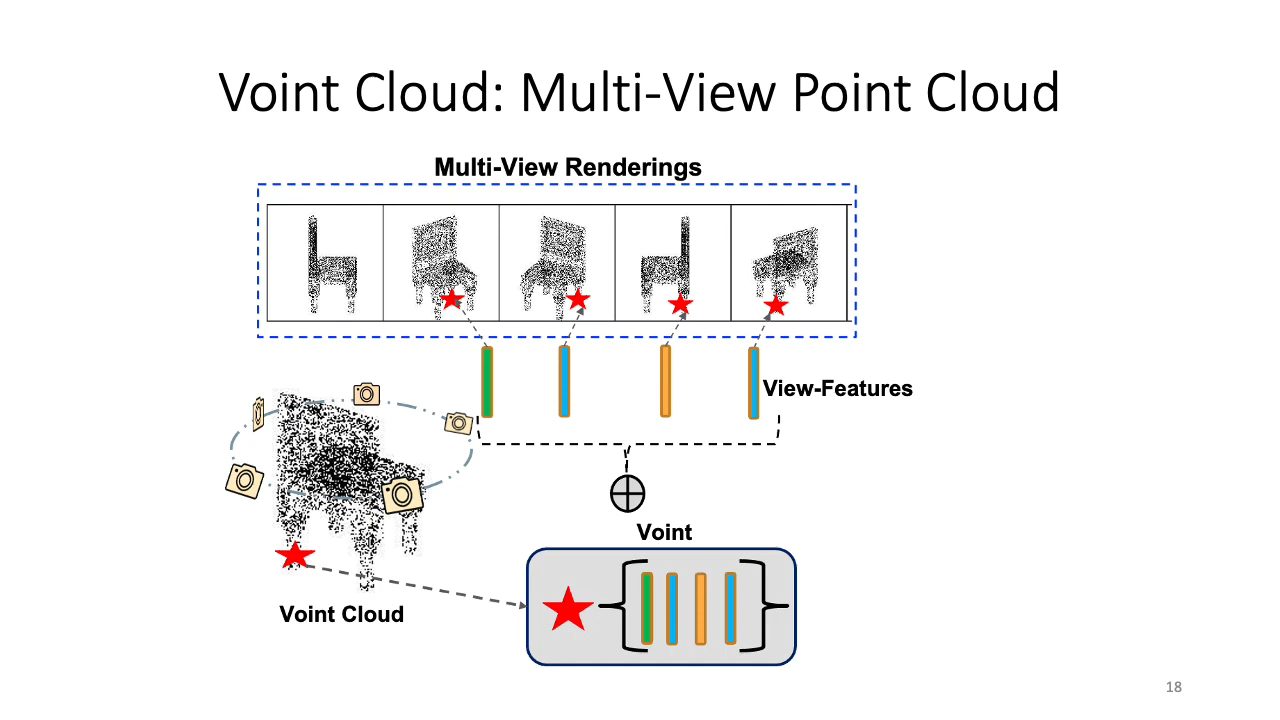 Voint Cloud: Multi-View Point Cloud
Multi-View Renderings
View-Features
Voint
Voint Cloud
18